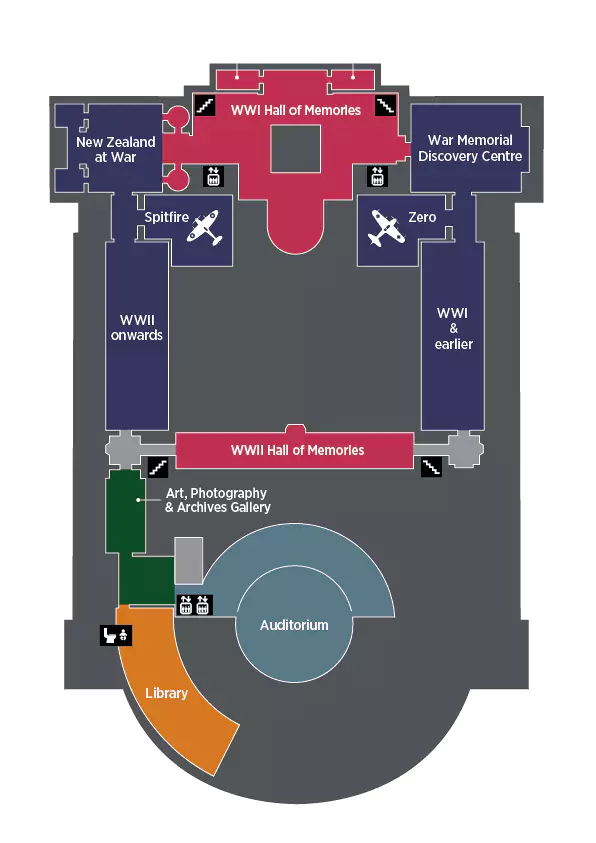 WWI Hall of Memories
New Zealand
at War
War Memorial
Discovery Centre
Spitfire
Zero
WWII
onwards
WWI
&
earlier
WWII Hall of Memories
Art, Photography
& Archives Gallery
Auditorium
Library